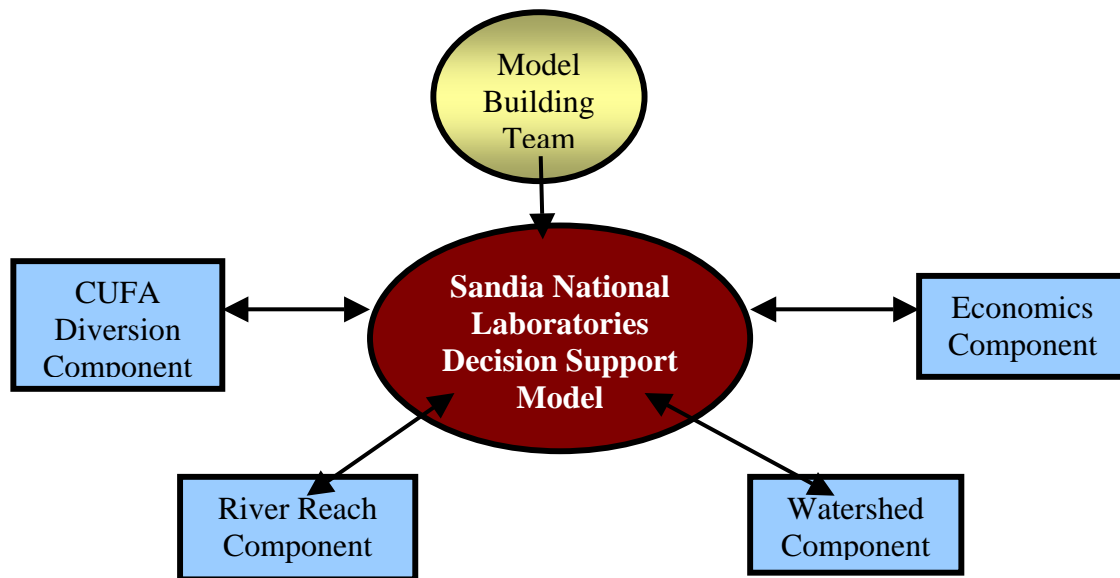 Model
Building
Team
Sandia National
Laboratories
Decision Support
Model
CUFA
Diversion
Component
Economics
Component
River Reach
Component
Watershed
Component